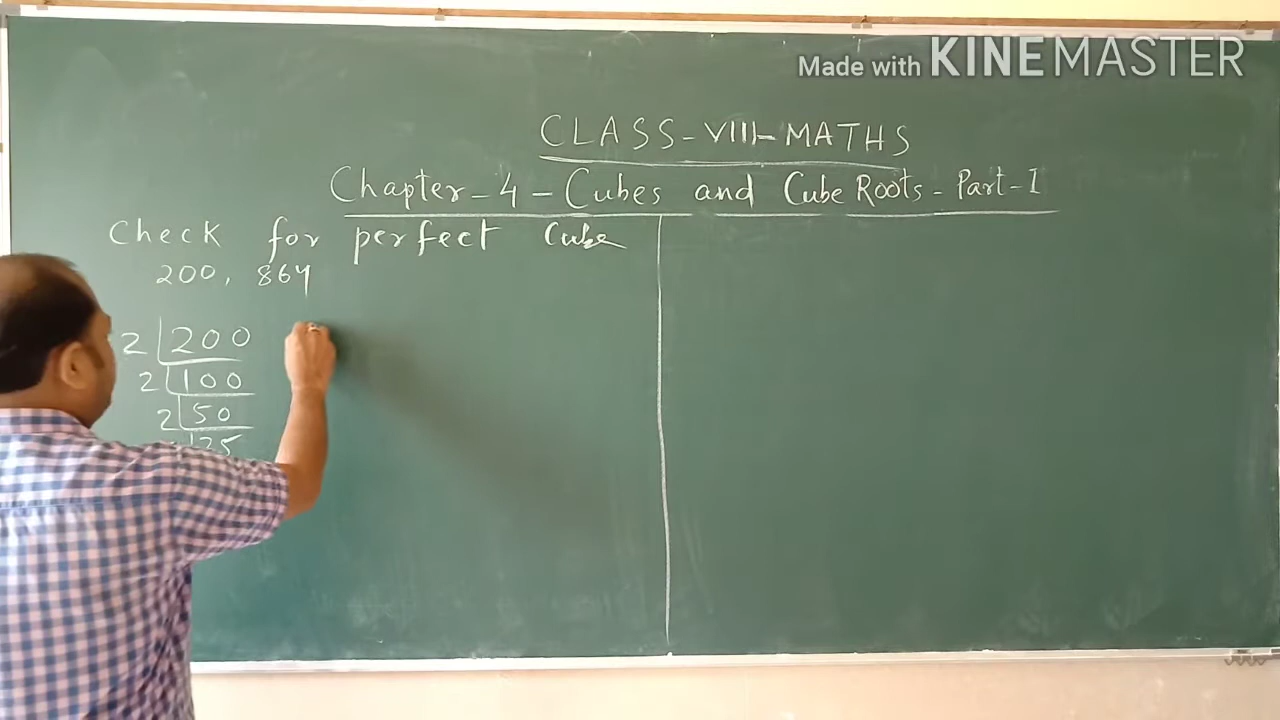 Made with KINEMASTER
CLASS-VIII-MATHS
Chapter-4-Cubes and Cube Roots-Part-I
Check for perfect Cube
200, 864
2 200
2 100
2 50
25